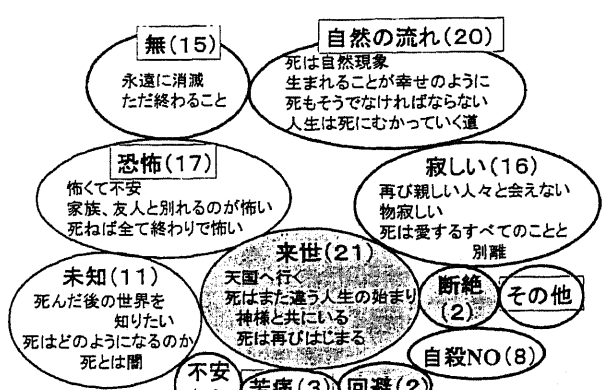 無(15)
永遠に消滅
ただ終わること
自然の流れ(20)
死は自然現象
生まれることが幸せのように
死もそうでなければならない
人生は死にむかっていく道
恐怖(17)
怖くて不安
家族、友人と別れるのが怖い
死ねば全て終わりで怖い
寂しい(16)
再び親しい人々と会えない
物寂しい
死は愛するすべてのことと
別離
来世(21)
天国へ行く
死はまた違う人生の始まり
神様と共にいる
死は再びはじまる
未知(11)
死んだ後の世界を
知りたい
死はどのようになるのか
死とは闇
断絶
(2)
その他
自殺NO(8)
不安
苦痛(3)
回避(2)